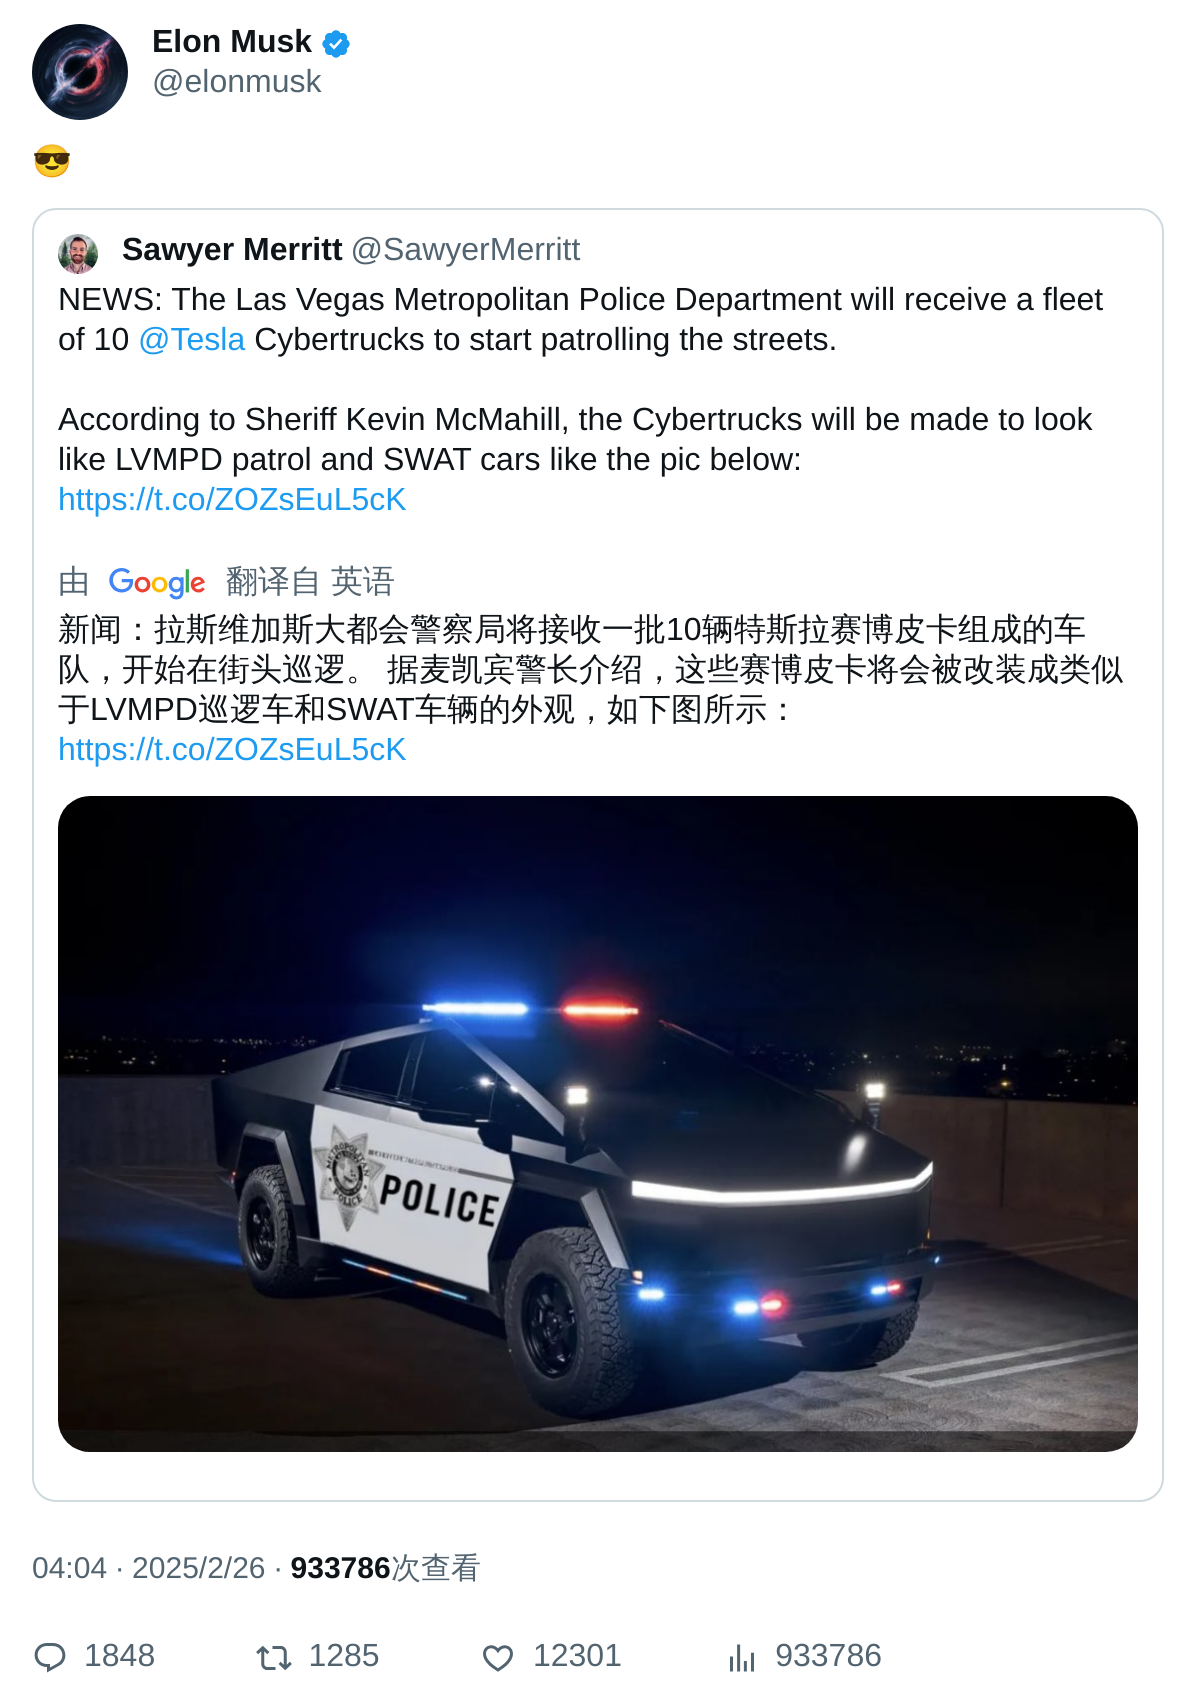 Elon Musk
@elonmusk
😎
Sawyer Merritt @SawyerMerritt
NEWS: The Las Vegas Metropolitan Police Department will receive a fleet
of 10 @Tesla Cybertrucks to start patrolling the streets.
According to Sheriff Kevin McMahill, the Cybertrucks will be made to look
like LVMPD patrol and SWAT cars like the pic below:
https://t.co/ZOZsEuL5cK
由 Google 翻译自 英语
新闻：拉斯维加斯大都会警察局将接收一批10辆特斯拉赛博皮卡组成的车
队，开始在街头巡逻。 据麦凯宾警长介绍，这些赛博皮卡将会被改装成类似
于LVMPD巡逻车和SWAT车辆的外观，如下图所示：
https://t.co/ZOZsEuL5cK
METROPOLITAN
POLICE
POLICE
04:04 · 2025/2/26 · 933786次查看
1848 1285 12301 933786